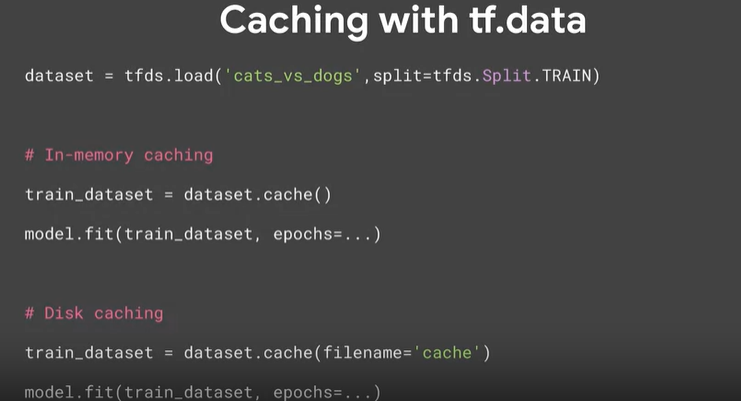 Caching with tf.data
dataset = tfds.load('cats_vs_dogs',split=tfds.Split.TRAIN)
# In-memory caching
train_dataset = dataset.cache()
model.fit(train_dataset, epochs=...)
# Disk caching
train_dataset = dataset.cache(filename='cache')
model.fit(train_dataset, epochs=...)